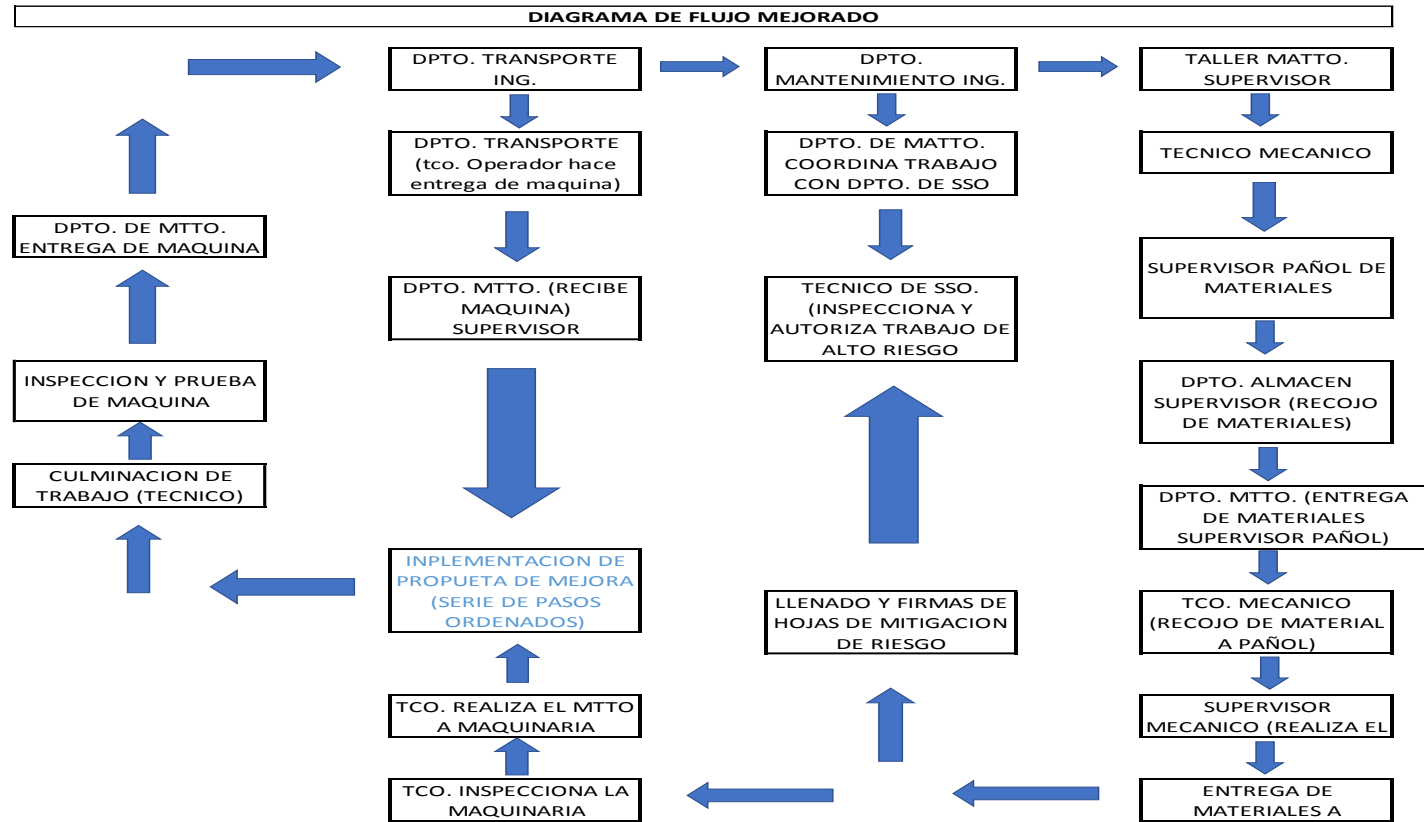 DIAGRAMA DE FLUJO MEJORADO
DPTO. TRANSPORTE
ING.
DPTO.
MANTENIMIENTO ING.
TALLER MATTO.
SUPERVISOR
DPTO. TRANSPORTE
(tco. Operador hace
entrega de maquina)
DPTO. DE MATTO.
COORDINA TRABAJO
CON DPTO. DE SSO
TECNICO MECANICO
DPTO. DE MTTO.
ENTREGA DE MAQUINA
DPTO. MTTO. (RECIBE
MAQUINA)
SUPERVISOR
TECNICO DE SSO.
(INSPECCIONA Y
AUTORIZA TRABAJO DE
ALTO RIESGO
SUPERVISOR PAÑOL DE
MATERIALES
INSPECCION Y PRUEBA
DE MAQUINA
DPTO. ALMACEN
SUPERVISOR (RECOJO
DE MATERIALES)
CULMINACION DE
TRABAJO (TECNICO)
DPTO. MTTO. (ENTREGA
DE MATERIALES
SUPERVISOR PAÑOL)
INPLEMENTACION DE
PROPUETA DE MEJORA
(SERIE DE PASOS
ORDENADOS)
LLENADO Y FIRMAS DE
HOJAS DE MITIGACION
DE RIESGO
TCO. MECANICO
(RECOJO DE MATERIAL
A PAÑOL)
TCO. REALIZA EL MTTO
A MAQUINARIA
SUPERVISOR
MECANICO (REALIZA EL
TCO. INSPECCIONA LA
MAQUINARIA
ENTREGA DE
MATERIALES A